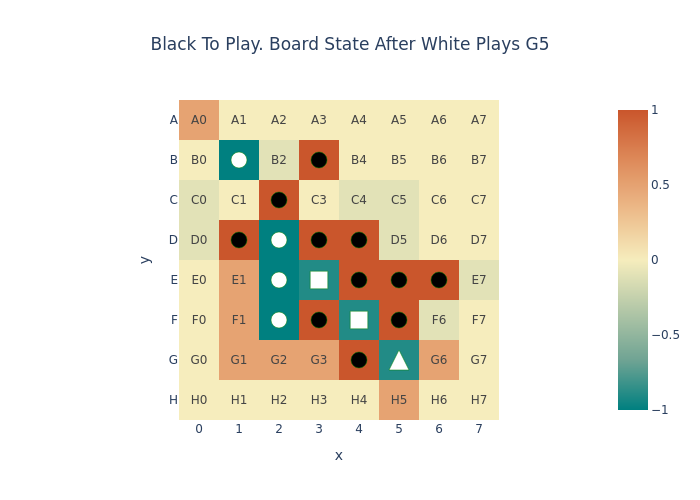 Black To Play. Board State After White Plays G5
A A0 A1 A2 A3 A4 A5 A6 A7
B B0 B2 B4 B5 B6 B7
C C0 C1 C3 C4 C5 C6 C7
D D0 D5 D6 D7
E E0 E1 E7
F F0 F1 F6 F7
G G0 G1 G2 G3 G6 G7
H H0 H1 H2 H3 H4 H5 H6 H7
0 1 2 3 4 5 6 7
x
y
1
0.5
0
−0.5
−1